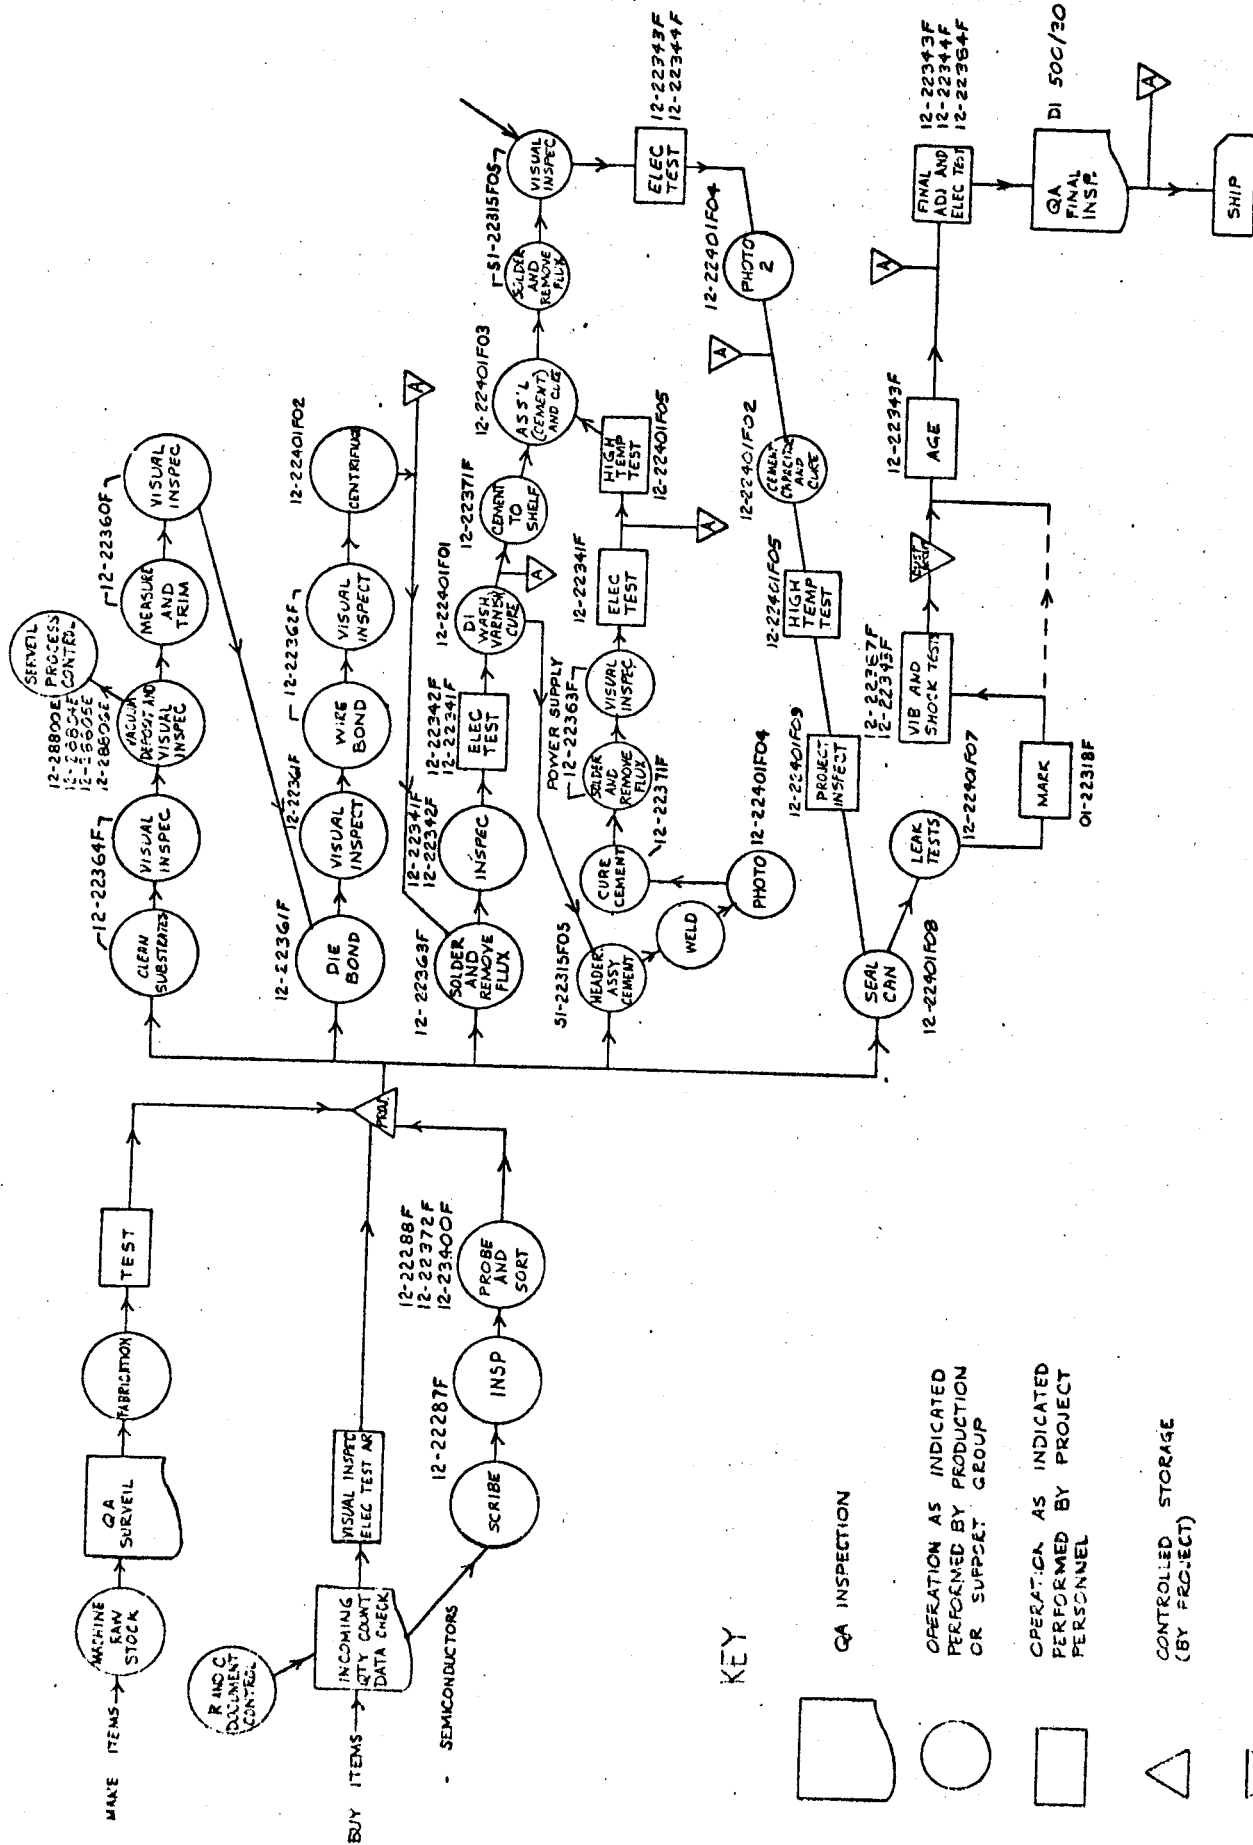 MAKE ITEMS
MACHINE
RAW
STOCK
QA
SURVEIL
FABRICATION
TEST
R AND C
DOCUMENT
CONTROL
BUY ITEMS
INCOMING
QTY COUNT
DATA CHECK
VISUAL INSPEC
ELEC TEST AR
SEMICONDUCTORS
SCRIBE
12-22287F
INSP
12-22288F
12-22372F
12-23400F
PROBE
AND
SORT
CLEAN
SUBSTRATES
12-22364F
VISUAL
INSPEC
12-28800E
12-28806E
VACUUM
DEPOSIT AND
VISUAL
INSPEC
PROCESS
CONTROL
MEASURE
AND
TRIM
12-22360F
VISUAL
INSPEC
12-22361F
DIE
BOND
12-22361F
VISUAL
INSPECT
WIRE
BOND
12-22362F
VISUAL
INSPECT
12-22401F02
CENTRIFUGE
A
12-22363F
SOLDER
AND
REMOVE
FLUX
12-22341F
12-22342F
INSPEC
12-22342F
12-22341F
ELEC
TEST
12-22401F01
DI
WASH
VARNISH
CURE
A
12-22371F
CEMENT
TO
SHELF
12-22401F03
ASS'L
(CEMENT)
AND CURE
51-22315F05
SOLDER
AND
REMOVE
FLUX
VISUAL
INSPEC
12-22343F
12-22344F
ELEC
TEST
51-22315F05
HEADER
ASSY
CEMENT
WELD
PHOTO
12-22401F04
CURE
CEMENT
12-22371F
POWER SUPPLY
12-22363F
SOLDER
AND
REMOVE
FLUX
VISUAL
INSPEC
12-22341F
ELEC
TEST
A
HIGH
TEMP
TEST
12-22401F05
12-22401F04
PHOTO
2
A
12-22401F02
CEMENT
CAPACITOR
AND
CURE
12-22401F05
HIGH
TEMP
TEST
12-22401F09
PROJECT
INSPECT
SEAL
CAN
12-22401F08
LEAK
TESTS
12-22401F07
MARK
01-22318F
12-22367F
12-22343F
VIB AND
SHOCK TESTS
12-22343F
AGE
A
12-22343F
12-22344F
12-22364F
FINAL
ADJ AND
ELEC TEST
DI 500/30
QA
FINAL
INSP.
A
SHIP
KEY
QA INSPECTION
OPERATION AS INDICATED
PERFORMED BY PRODUCTION
OR SUPPORT GROUP
OPERATION AS INDICATED
PERFORMED BY PROJECT
PERSONNEL
CONTROLLED STORAGE
(BY PROJECT)